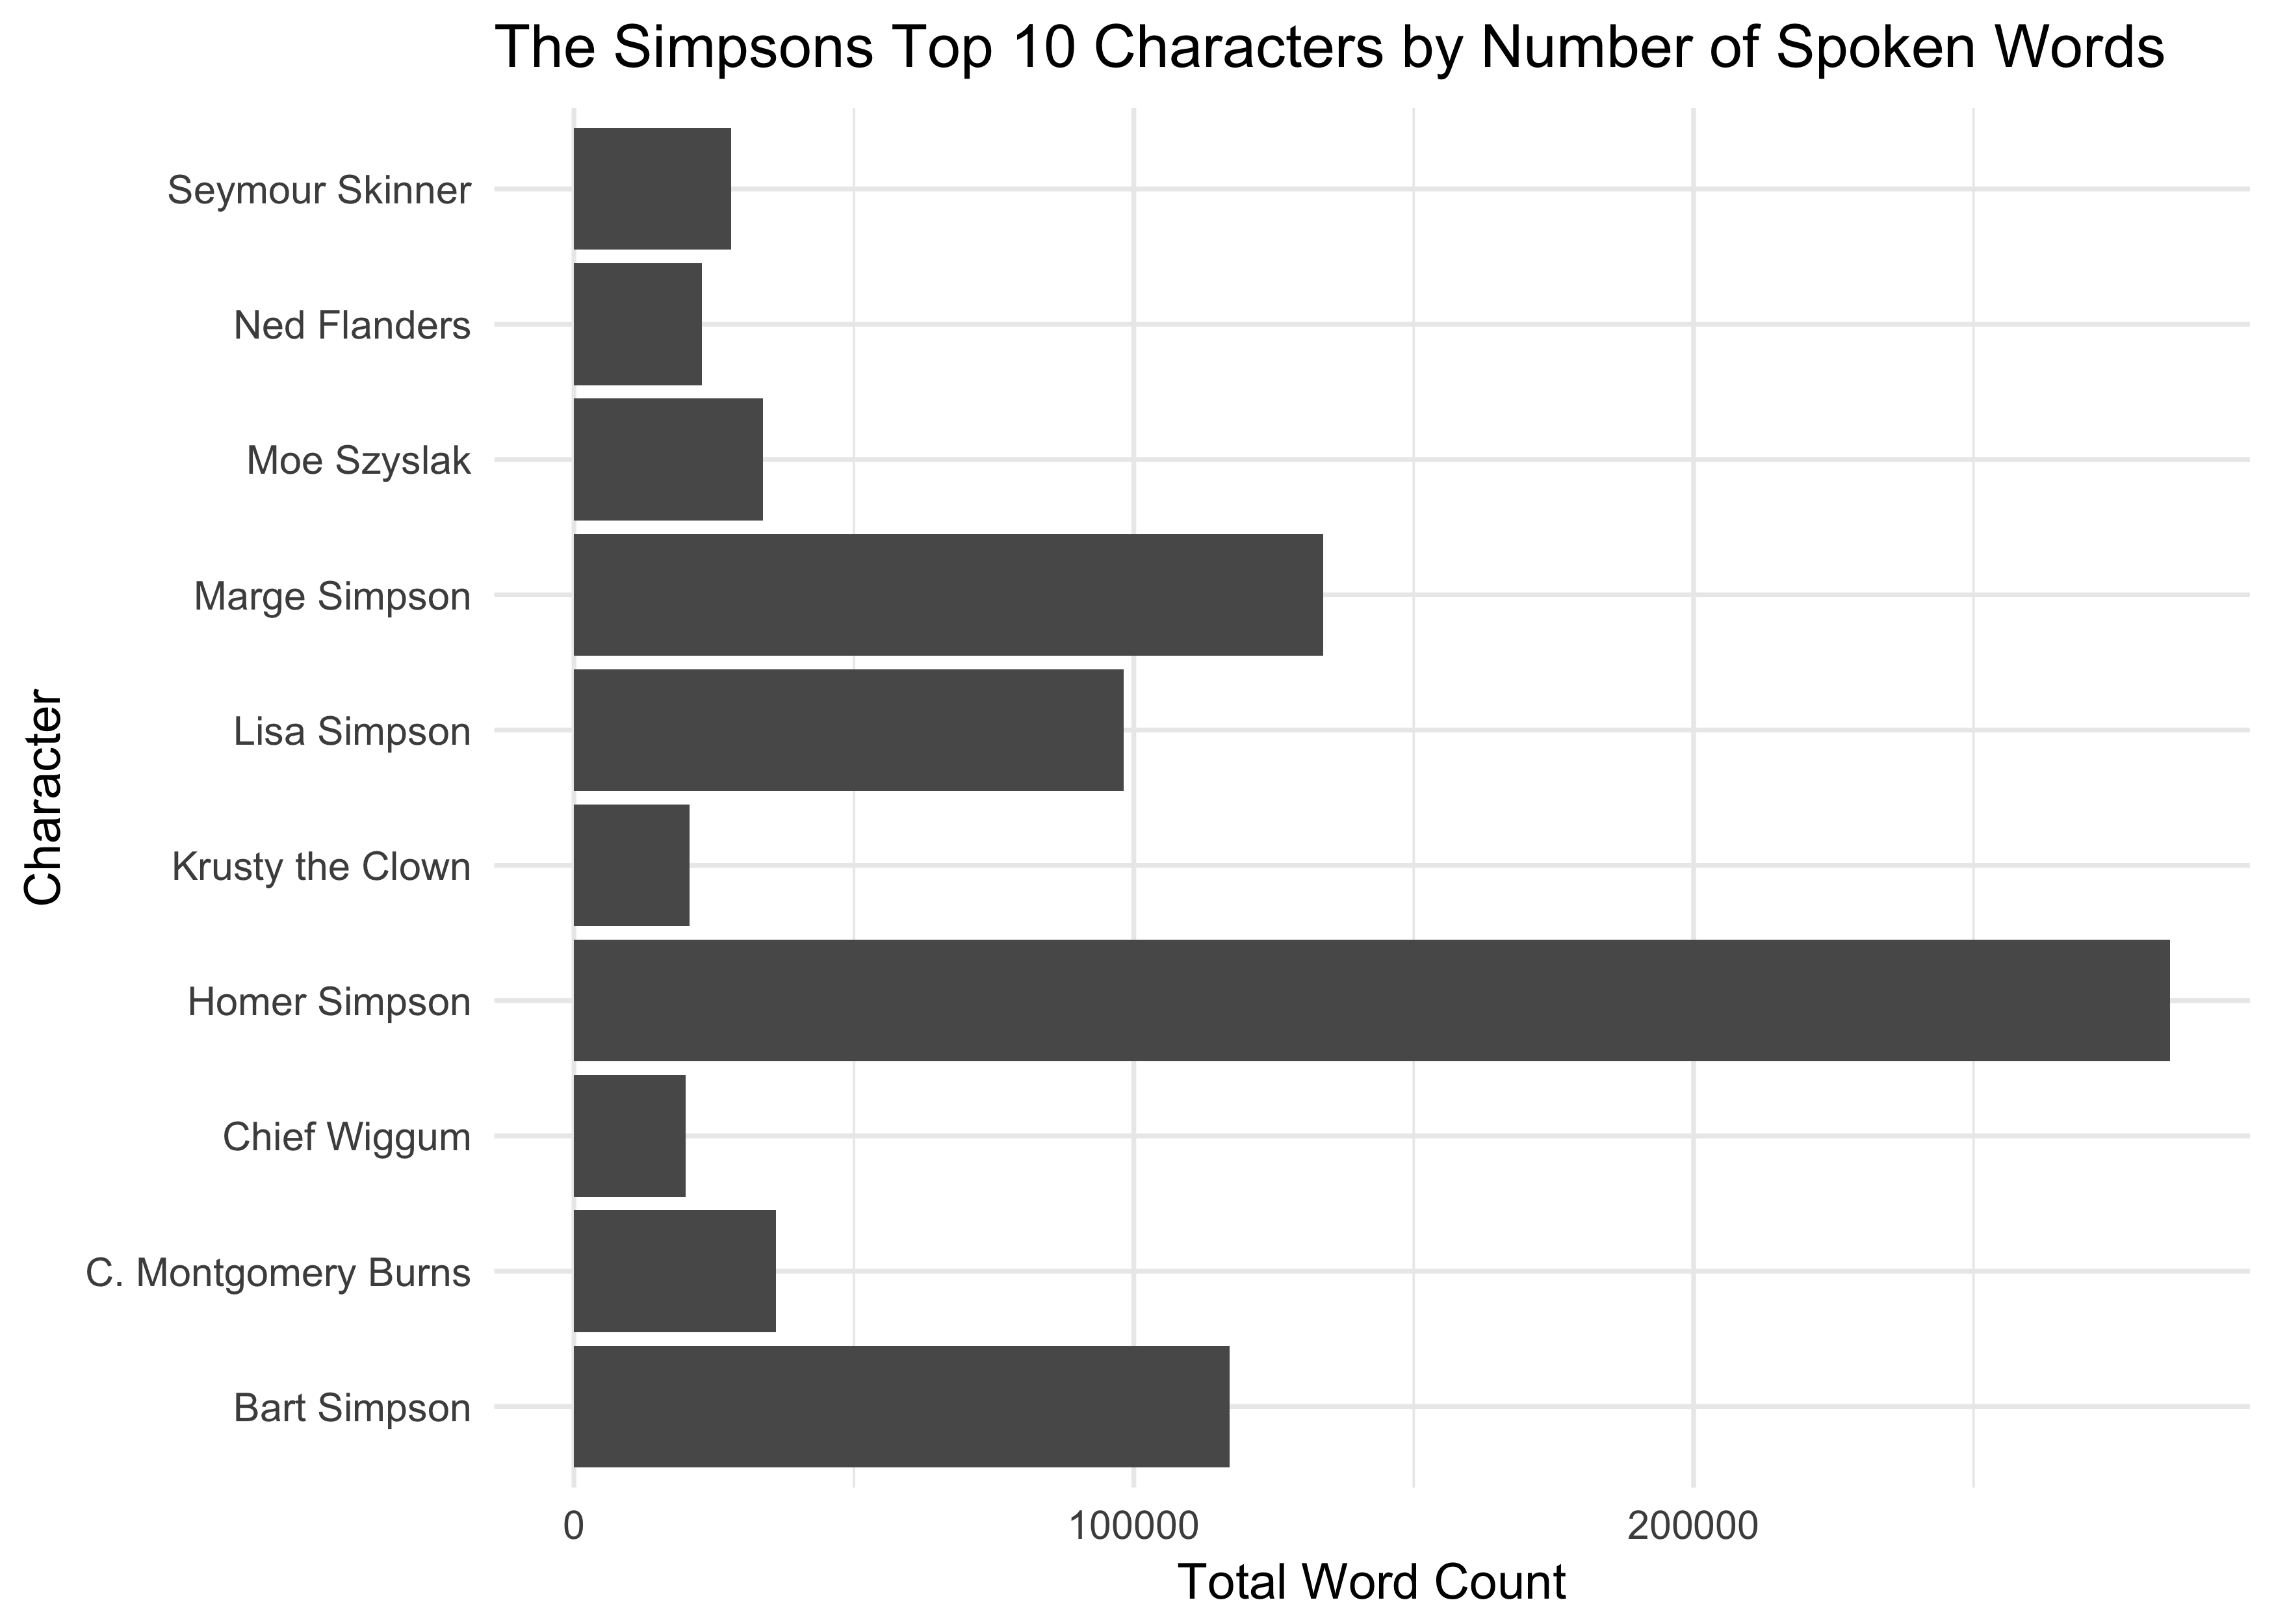 The Simpsons Top 10 Characters by Number of Spoken Words
Seymour Skinner
Ned Flanders
Moe Szyslak
Marge Simpson
Lisa Simpson
Krusty the Clown
Homer Simpson
Chief Wiggum
C. Montgomery Burns
Bart Simpson
Character
0 100000 200000
Total Word Count